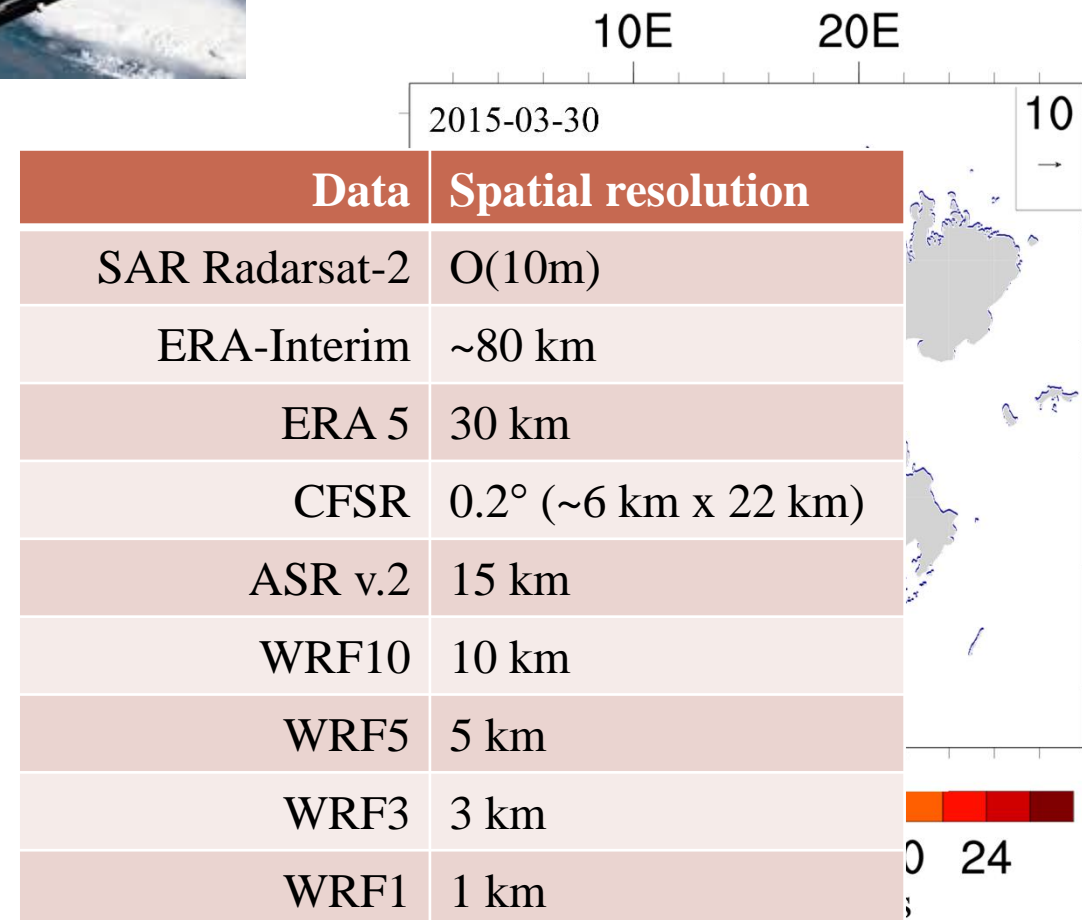 10E 20E
2015-03-30
10
Data Spatial resolution
SAR Radarsat-2 O(10m)
ERA-Interim ~80 km
ERA 5 30 km
CFSR 0.2° (~6 km x 22 km)
ASR v.2 15 km
WRF10 10 km
WRF5 5 km
WRF3 3 km
24
WRF1 1 km